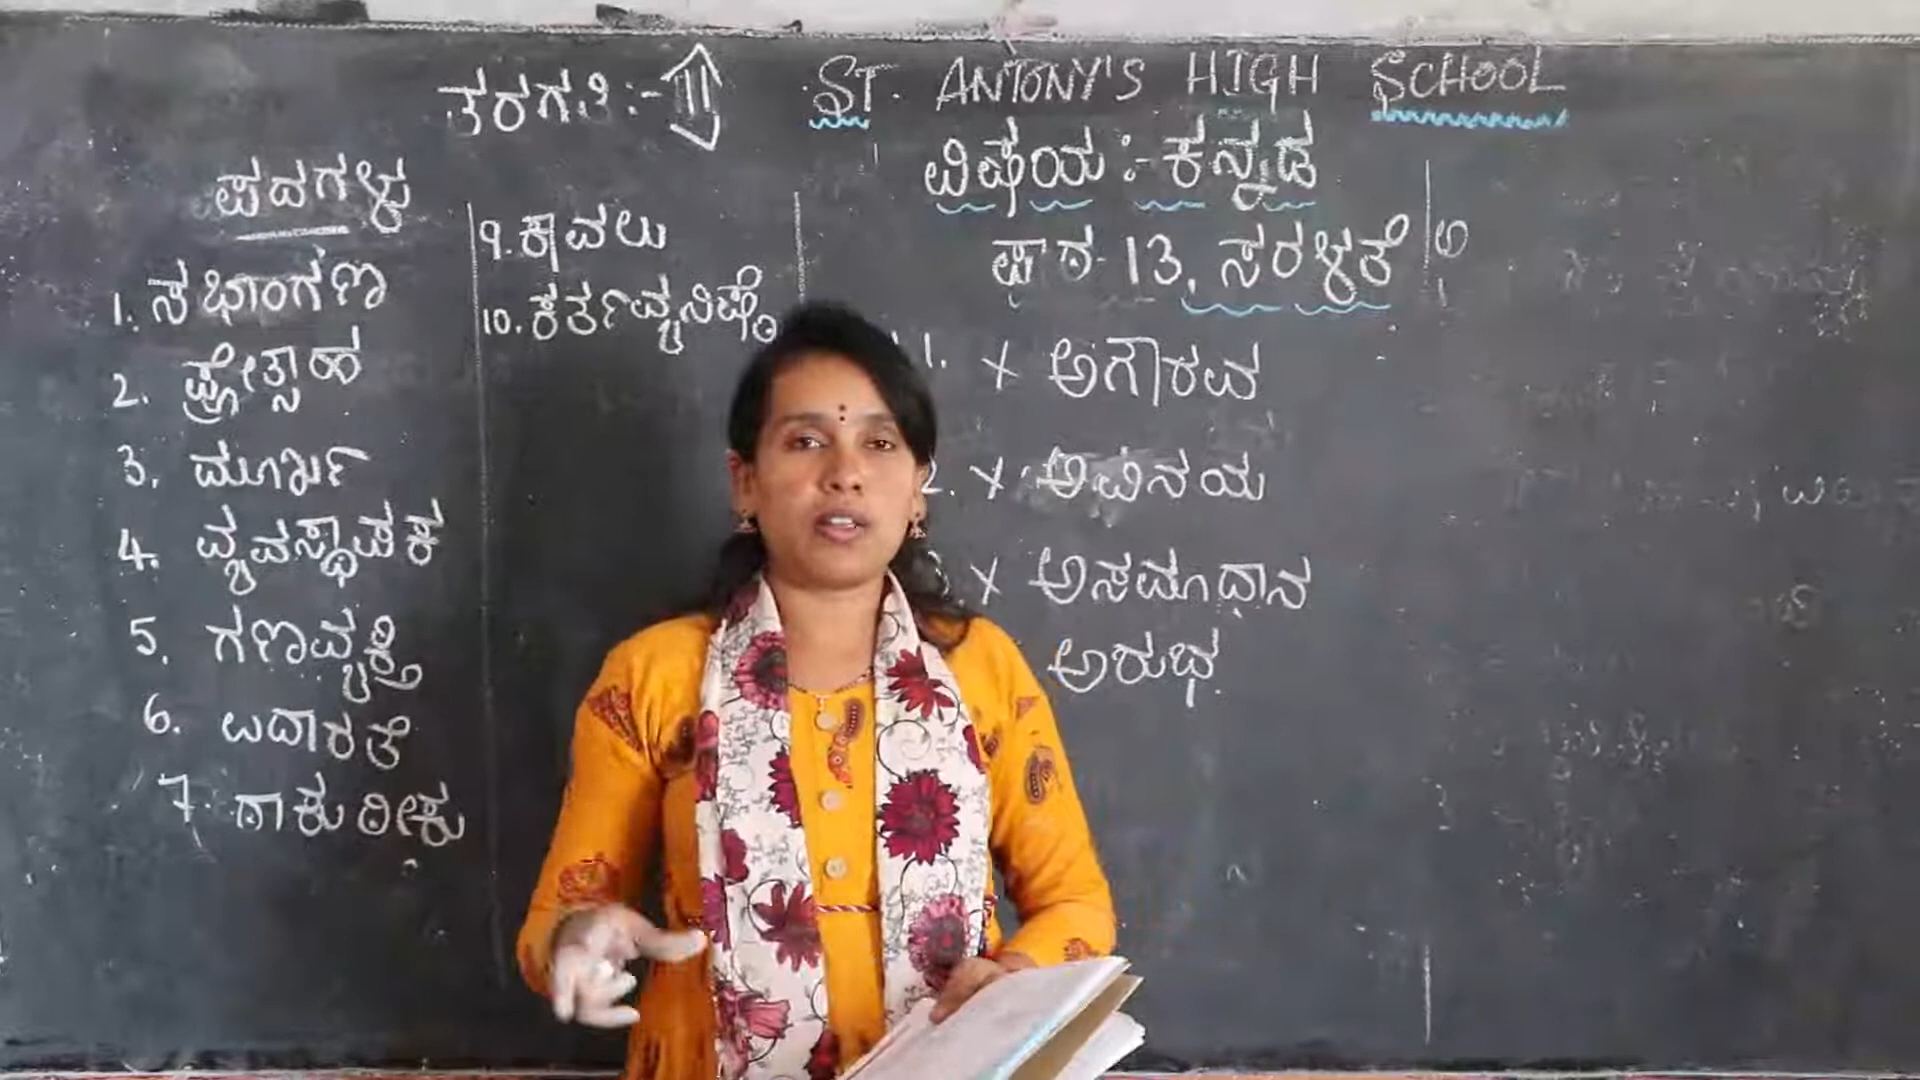 ತರಗತಿ :- III
ST. ANTONY'S HIGH SCHOOL
ವಿಷಯ :- ಕನ್ನಡ
ಪಾಠ 13. ಸರಳತೆ
ಪದಗಳು
1. ಸಭಾಂಗಣ
2. ಪ್ರೋತ್ಸಾಹ
3. ಮೂರ್ಖ
4. ವ್ಯವಸ್ಥಾಪಕ
5. ಗಣ್ಯವ್ಯಕ್ತಿ
6. ಉದಾರತೆ
7. ಠಾಕು ಠೀಕು
9. ಕಾವಲು
10. ಕರ್ತವ್ಯನಿಷ್ಠೆ
1. x ಅಗೌರವ
2. x ಅವಿನಯ
x ಅಸಮಾಧಾನ
ಅಶುಭ